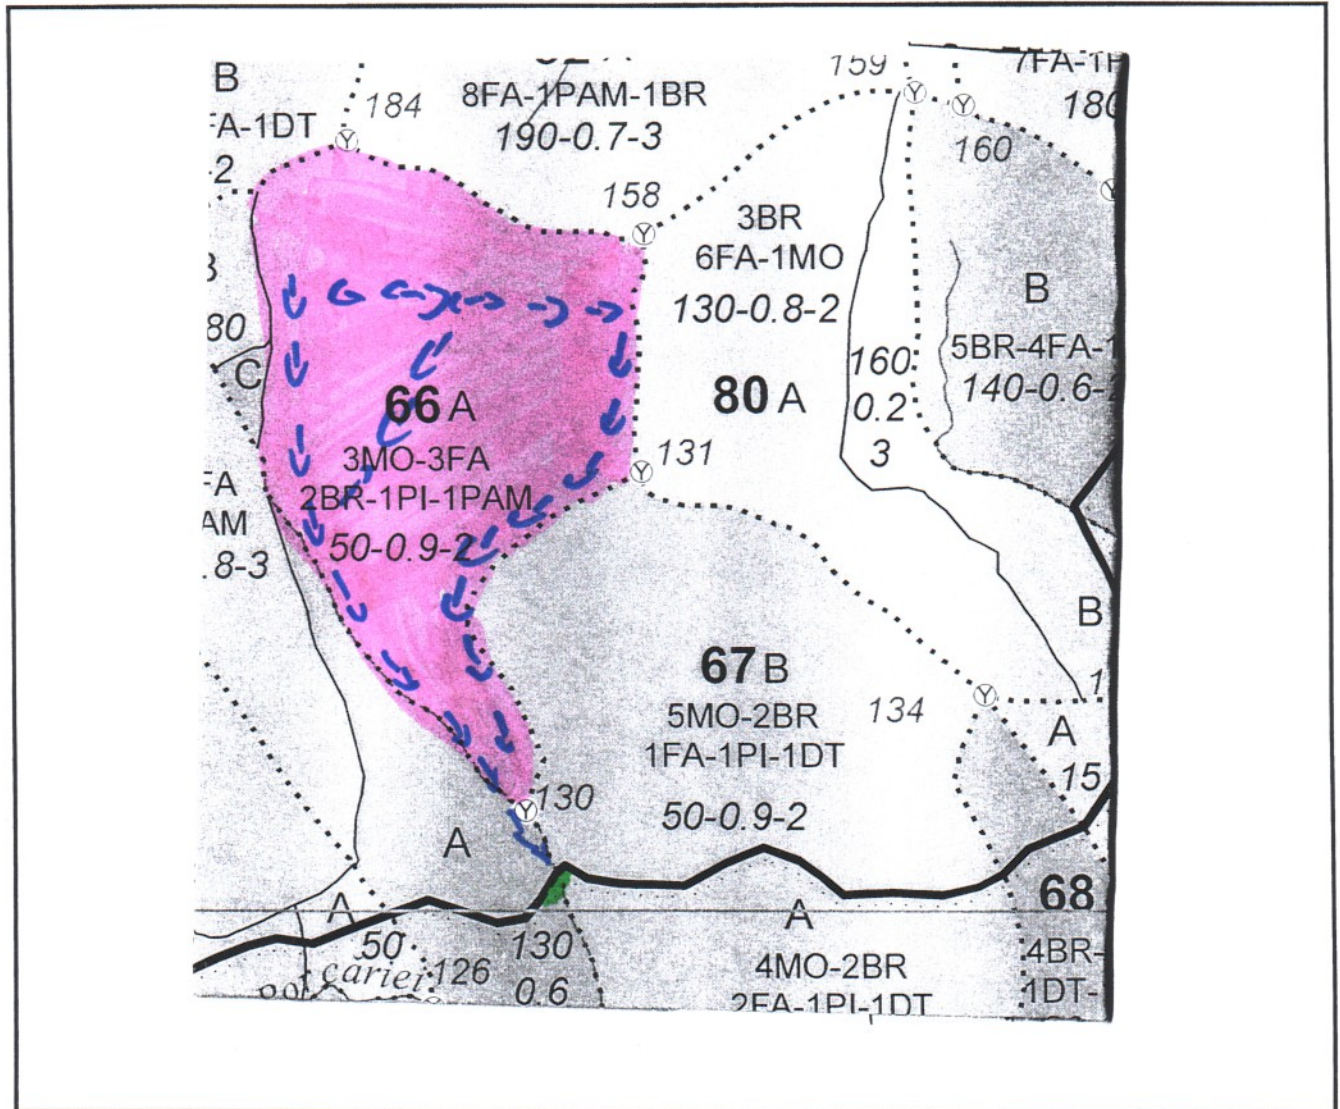 B
184
8FA-1PAM-1BR
190-0.7-3
159
180
FA-1DT
2
160
158
3BR
6FA-1MO
130-0.8-2
B
5BR-4FA-1
140-0.6-2
80
C
160
0.2
3
80 A
66 A
3MO-3FA
2BR-1PI-1PAM
50-0.9-2
131
FA
AM
.8-3
B
1
67 B
5MO-2BR
1FA-1PI-1DT
50-0.9-2
134
A
15
130
A
68
A
A
50
cariei
126
130
0.6
4MO-2BR
2FA-1PI-1DT
4BR-
1DT-